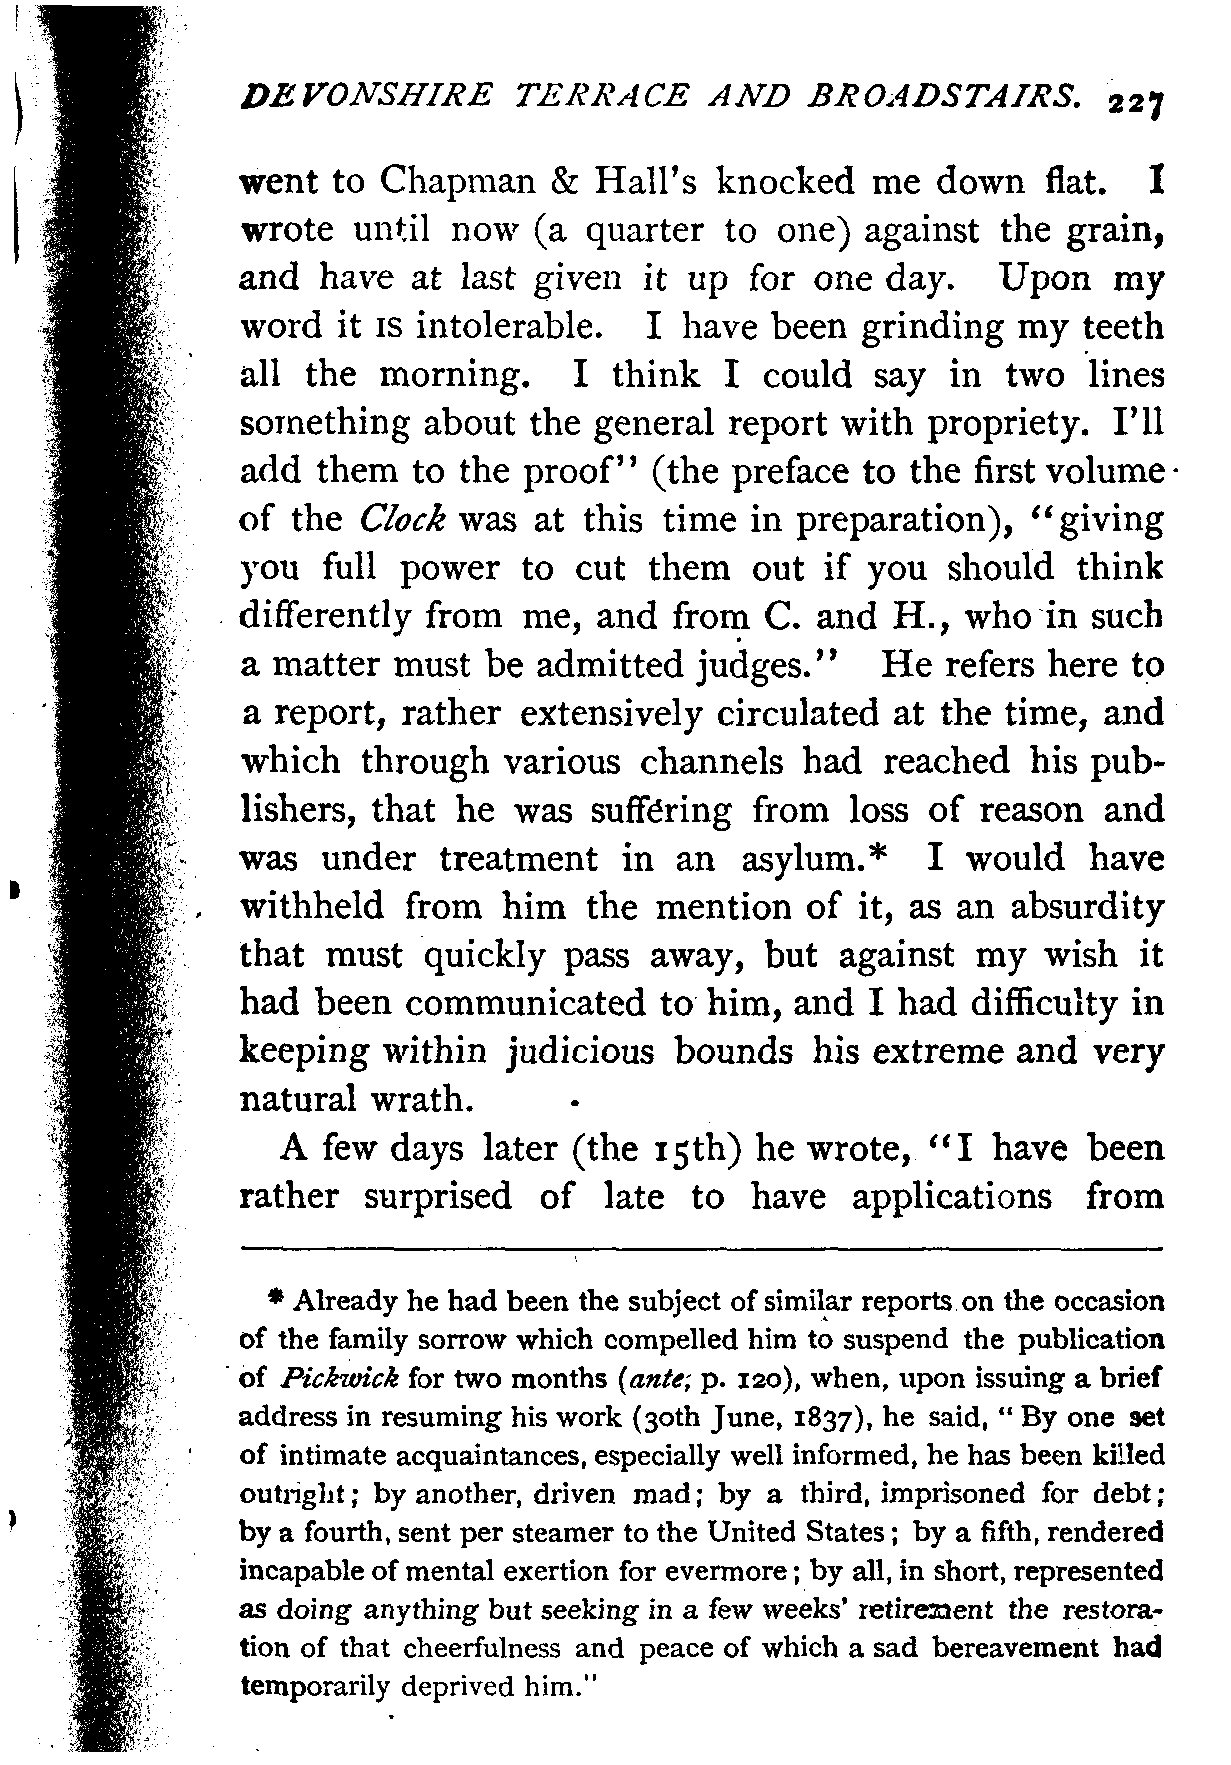 DEVONSHIRE TERRACE AND BROADSTAIRS. 227
went to Chapman & Hall's knocked me down flat. I
wrote until now (a quarter to one) against the grain,
and have at last given it up for one day. Upon my
word it IS intolerable. I have been grinding my teeth
all the morning. I think I could say in two lines
something about the general report with propriety. I'll
add them to the proof" (the preface to the first volume
of the Clock was at this time in preparation), "giving
you full power to cut them out if you should think
differently from me, and from C. and H., who in such
a matter must be admitted judges." He refers here to
a report, rather extensively circulated at the time, and
which through various channels had reached his pub-
lishers, that he was suffering from loss of reason and
was under treatment in an asylum.* I would have
withheld from him the mention of it, as an absurdity
that must quickly pass away, but against my wish it
had been communicated to him, and I had difficulty in
keeping within judicious bounds his extreme and very
natural wrath.
A few days later (the 15th) he wrote, "I have been
rather surprised of late to have applications from
* Already he had been the subject of similar reports on the occasion
of the family sorrow which compelled him to suspend the publication
of Pickwick for two months (ante; p. 120), when, upon issuing a brief
address in resuming his work (30th June, 1837), he said, "By one set
of intimate acquaintances, especially well informed, he has been killed
outright; by another, driven mad; by a third, imprisoned for debt;
by a fourth, sent per steamer to the United States; by a fifth, rendered
incapable of mental exertion for evermore; by all, in short, represented
as doing anything but seeking in a few weeks' retirement the restora-
tion of that cheerfulness and peace of which a sad bereavement had
temporarily deprived him."